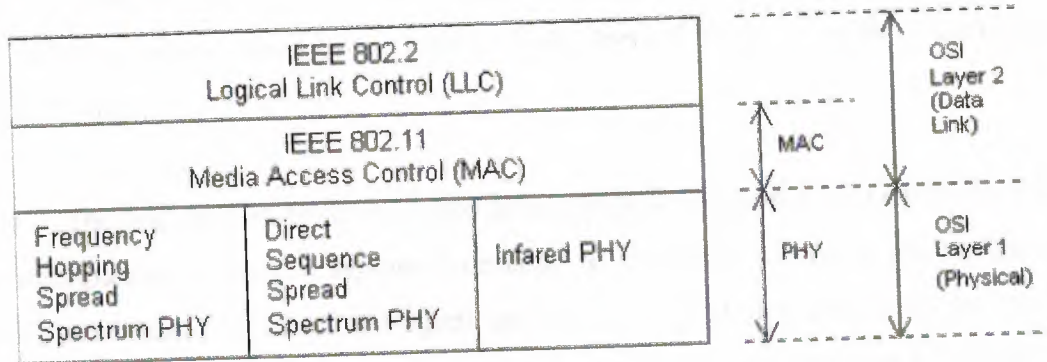 IEEE 802.2
Logical Link Control (LLC)
IEEE 802.11
Media Access Control (MAC)
Frequency
Hopping
Spread
Spectrum PHY
Direct
Sequence
Spread
Spectrum PHY
Infared PHY
MAC
PHY
OSI
Layer 2
(Data
Link)
OSI
Layer 1
(Physical)